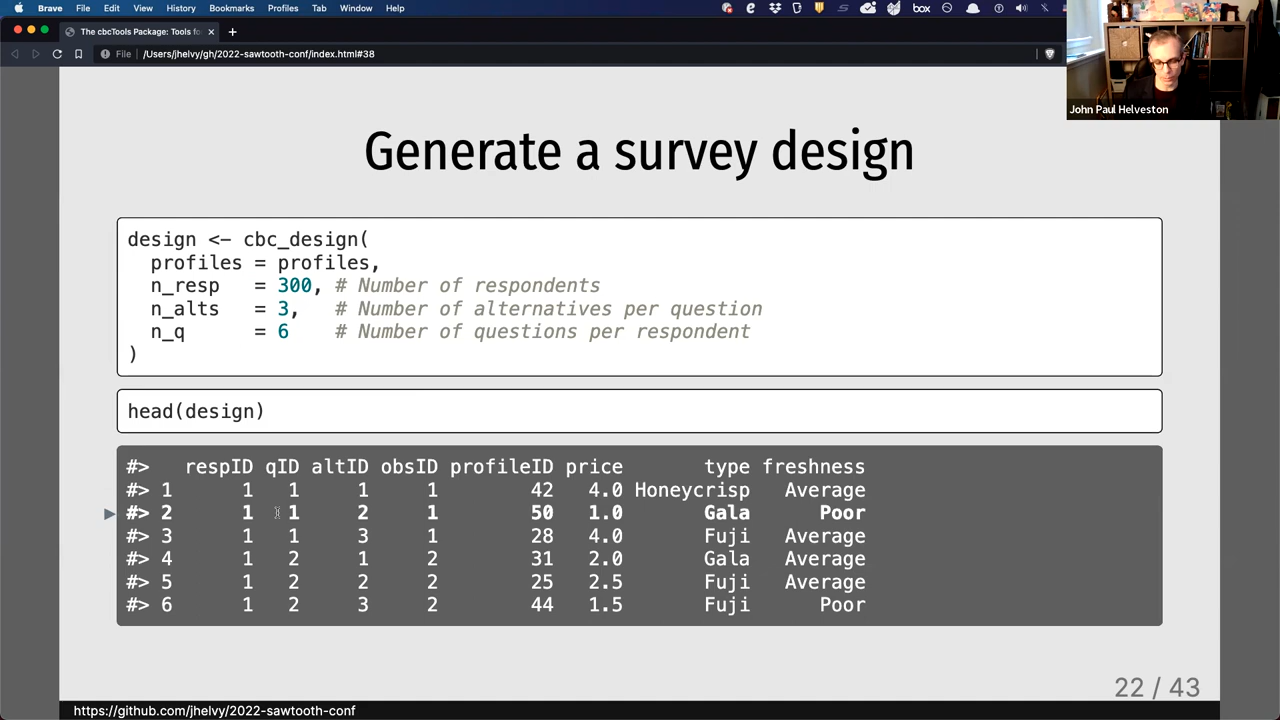 Brave File Edit View History Bookmarks Profiles Tab Window Help
box
The cbcTools Package: Tools fo
File /Users/jhelvy/gh/2022-sawtooth-conf/index.html#38
John Paul Helveston
Generate a survey design
design <- cbc_design(
  profiles = profiles,
  n_resp   = 300, # Number of respondents
  n_alts   = 3,   # Number of alternatives per question
  n_q      = 6    # Number of questions per respondent
)
head(design)
#>   respID qID altID obsID profileID price       type freshness
#> 1      1   1     1     1        42   4.0 Honeycrisp   Average
#> 2      1   1     2     1        50   1.0       Gala      Poor
#> 3      1   1     3     1        28   4.0       Fuji   Average
#> 4      1   2     1     2        31   2.0       Gala   Average
#> 5      1   2     2     2        25   2.5       Fuji   Average
#> 6      1   2     3     2        44   1.5       Fuji      Poor
22 / 43
https://github.com/jhelvy/2022-sawtooth-conf